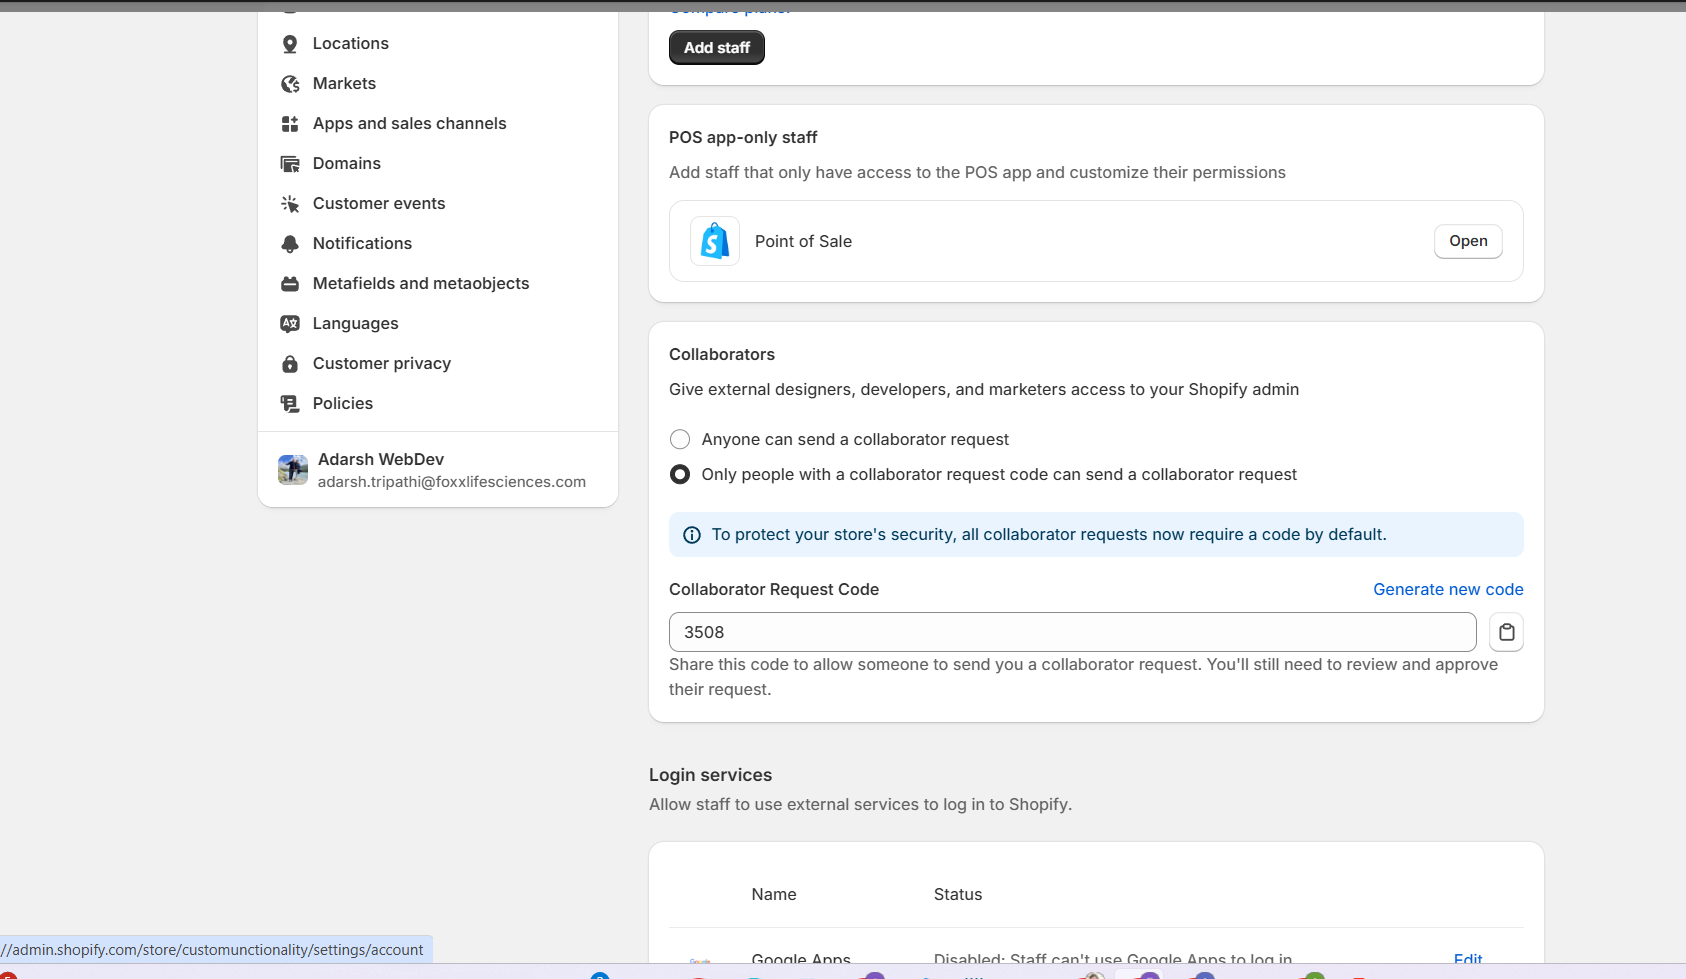 Compare plans.
Add staff
Locations
Markets
Apps and sales channels
Domains
Customer events
Notifications
Metafields and metaobjects
Languages
Customer privacy
Policies
Adarsh WebDev
adarsh.tripathi@foxxlifesciences.com
POS app-only staff
Add staff that only have access to the POS app and customize their permissions
Point of Sale
Open
Collaborators
Give external designers, developers, and marketers access to your Shopify admin
Anyone can send a collaborator request
Only people with a collaborator request code can send a collaborator request
To protect your store's security, all collaborator requests now require a code by default.
Collaborator Request Code
Generate new code
3508
Share this code to allow someone to send you a collaborator request. You'll still need to review and approve
their request.
Login services
Allow staff to use external services to log in to Shopify.
Name Status
Google Apps Disabled: Staff can't use Google Apps to log in Edit
//admin.shopify.com/store/customunctionality/settings/account